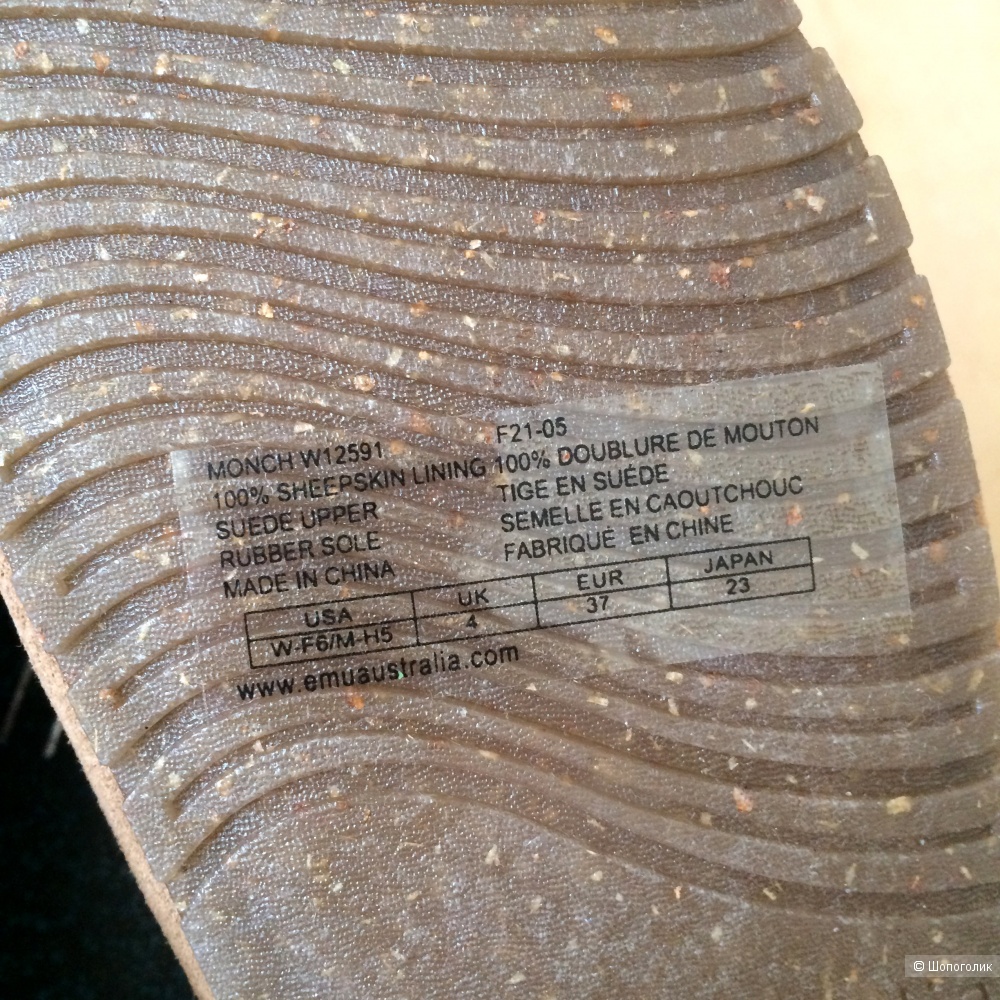 MONCH W12591
100% SHEEPSKIN LINING
SUEDE UPPER
RUBBER SOLE
MADE IN CHINA
F21-05
100% DOUBLURE DE MOUTON
TIGE EN SUÉDE
SEMELLE EN CAOUTCHOUC
FABRIQUÉ EN CHINE
USA UK EUR JAPAN
W-F6/M-H5 4 37 23
www.emuaustralia.com
© Шопоголик